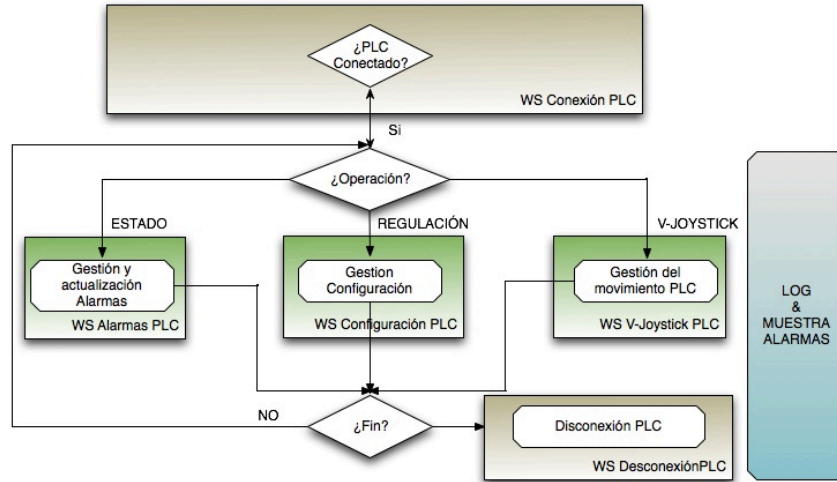 ¿PLC
Conectado?
WS Conexión PLC
Si
¿Operación?
ESTADO
REGULACIÓN
V-JOYSTICK
Gestión y
actualización
Alarmas
WS Alarmas PLC
Gestion
Configuración
WS Configuración PLC
Gestión del
movimiento PLC
WS V-Joystick PLC
LOG
&
MUESTRA
ALARMAS
NO
¿Fin?
Disconexión PLC
WS DesconexiónPLC